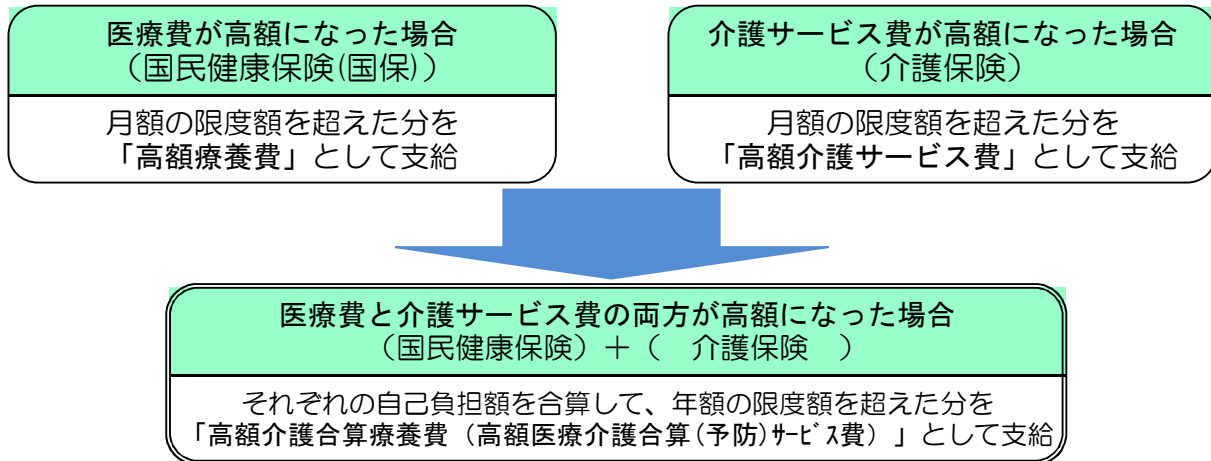 医療費が高額になった場合
（国民健康保険(国保)）
月額の限度額を超えた分を
「高額療養費」として支給
介護サービス費が高額になった場合
（介護保険）
月額の限度額を超えた分を
「高額介護サービス費」として支給
医療費と介護サービス費の両方が高額になった場合
（国民健康保険）＋（　介護保険　）
それぞれの自己負担額を合算して、年額の限度額を超えた分を
「高額介護合算療養費（高額医療介護合算(予防)ｻｰﾋﾞｽ費）」として支給